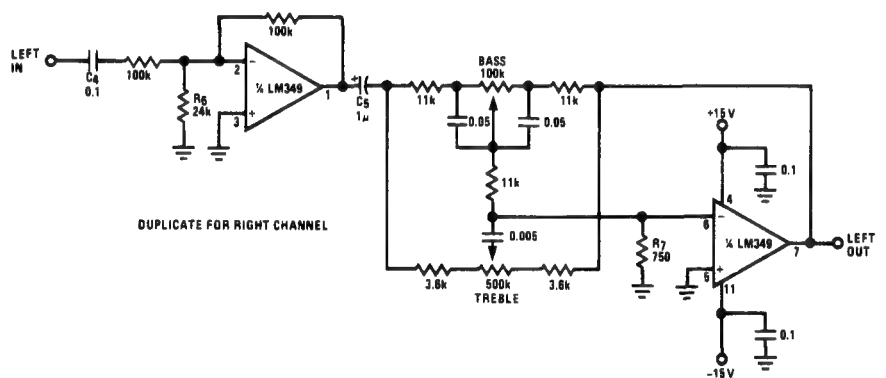 LEFT
IN
C4
0.1
100k
R6
24k
100k
2
3
1
¼ LM349
+
C5
1µ
11k
BASS
100k
11k
0.05
0.05
11k
0.005
3.6k
500k
TREBLE
3.6k
R7
750
+15V
0.1
4
6
5
¼ LM349
7
11
LEFT
OUT
0.1
-15V
DUPLICATE FOR RIGHT CHANNEL